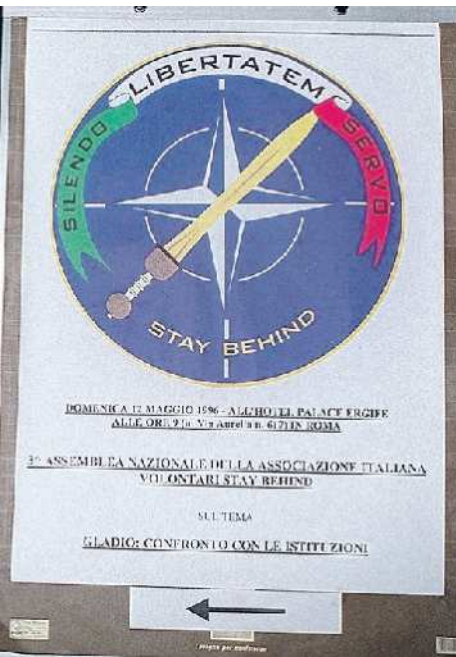 SILENDO LIBERTATEM SERVO
STAY BEHIND
DOMENICA 12 MAGGIO 1996 - ALL'HOTEL PALACE ERGIFE
ALLE ORE 9 (in Via Aurelia n. 617) IN ROMA
3^ ASSEMBLEA NAZIONALE DELLA ASSOCIAZIONE ITALIANA
VOLONTARI STAY BEHIND
SUL TEMA
GLADIO: CONFRONTO CON LE ISTITUZIONI